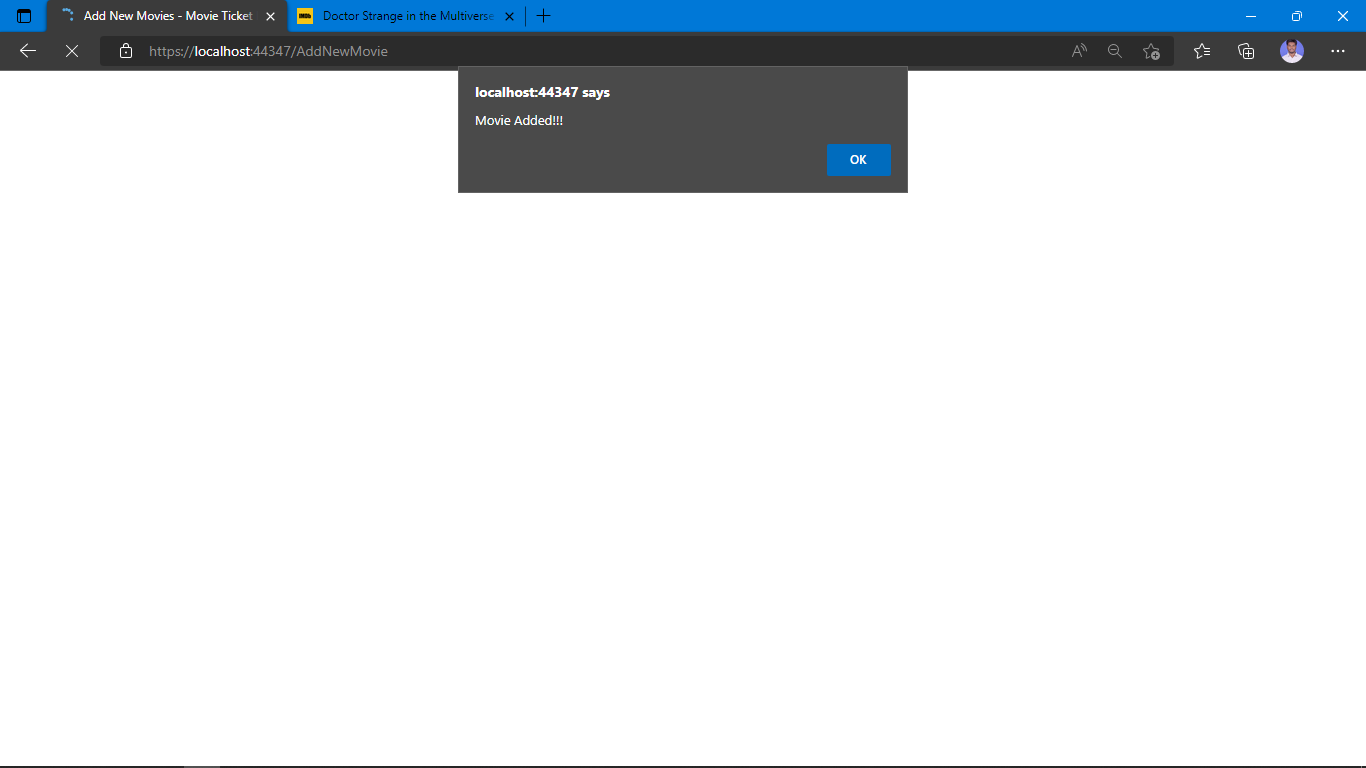 Add New Movies - Movie Ticket
IMDb
Doctor Strange in the Multiverse
https://localhost:44347/AddNewMovie
localhost:44347 says
Movie Added!!!
OK